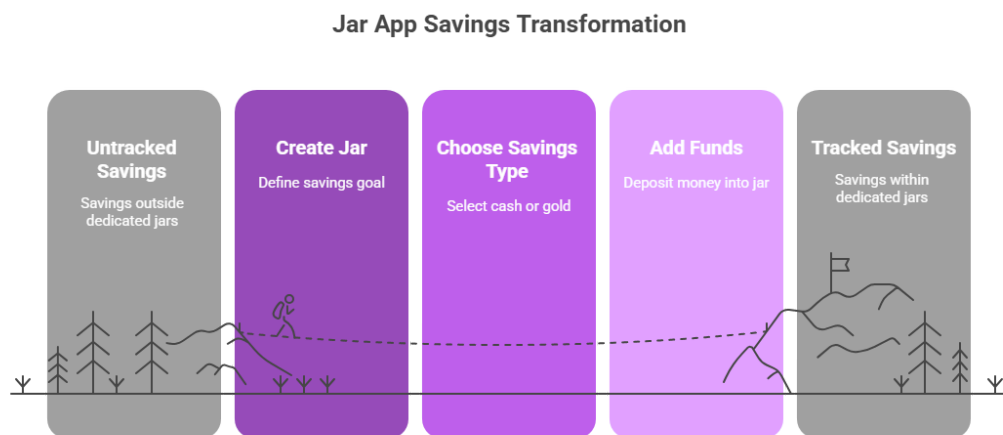 Jar App Savings Transformation
Untracked
Savings
Savings outside
dedicated jars
Create Jar
Define savings goal
Choose Savings
Type
Select cash or gold
Add Funds
Deposit money into jar
Tracked Savings
Savings within
dedicated jars